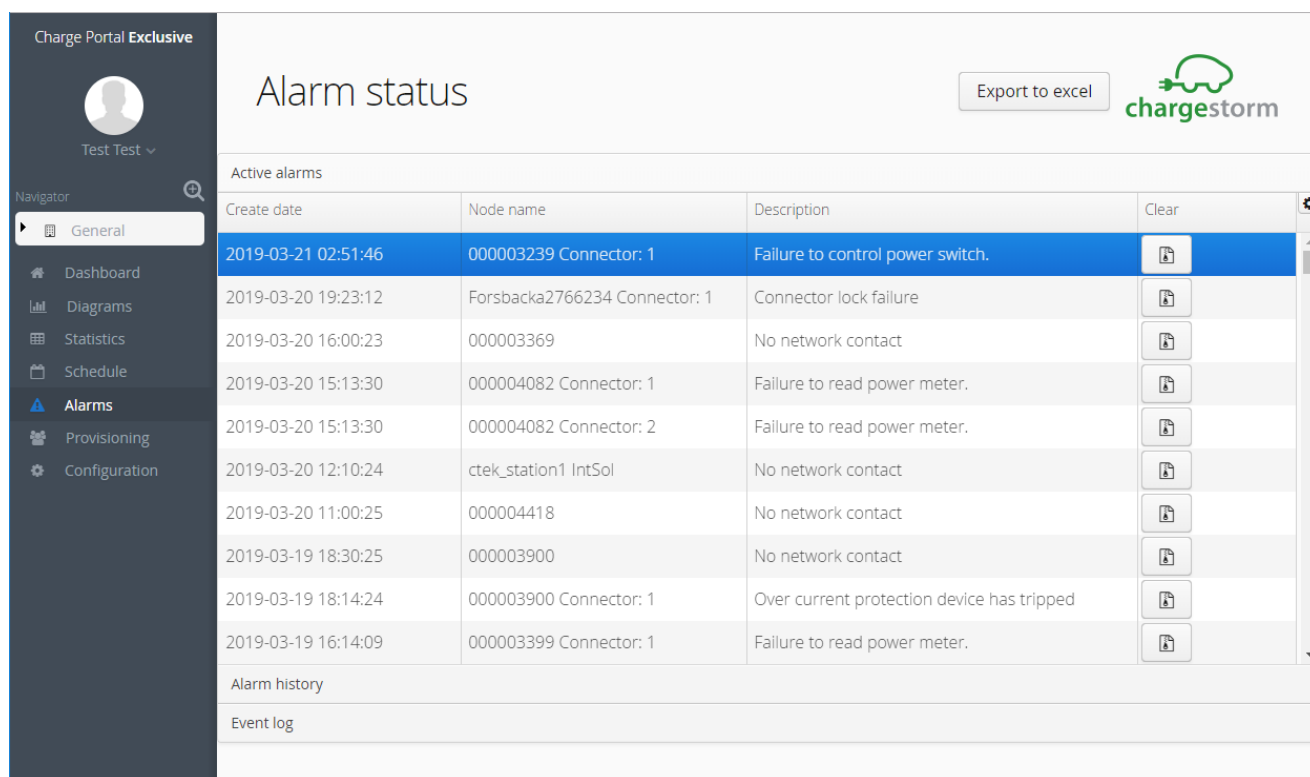 Charge Portal Exclusive
Test Test
Navigator
General
Dashboard
Diagrams
Statistics
Schedule
Alarms
Provisioning
Configuration
Alarm status
Export to excel
chargestorm
Active alarms
Create date Node name Description Clear
2019-03-21 02:51:46 000003239 Connector: 1 Failure to control power switch.
2019-03-20 19:23:12 Forsbacka2766234 Connector: 1 Connector lock failure
2019-03-20 16:00:23 000003369 No network contact
2019-03-20 15:13:30 000004082 Connector: 1 Failure to read power meter.
2019-03-20 15:13:30 000004082 Connector: 2 Failure to read power meter.
2019-03-20 12:10:24 ctek_station1 IntSol No network contact
2019-03-20 11:00:25 000004418 No network contact
2019-03-19 18:30:25 000003900 No network contact
2019-03-19 18:14:24 000003900 Connector: 1 Over current protection device has tripped
2019-03-19 16:14:09 000003399 Connector: 1 Failure to read power meter.
Alarm history
Event log